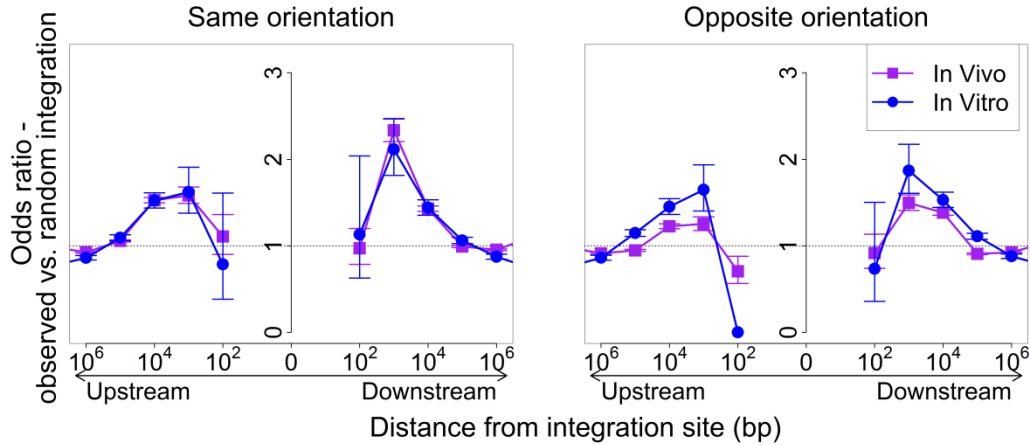 Same orientation
Opposite orientation
Odds ratio -
observed vs. random integration
3
2
1
0
3
2
1
0
In Vivo
In Vitro
10^6 10^4 10^2 0 10^2 10^4 10^6
10^6 10^4 10^2 0 10^2 10^4 10^6
Upstream Downstream
Upstream Downstream
Distance from integration site (bp)